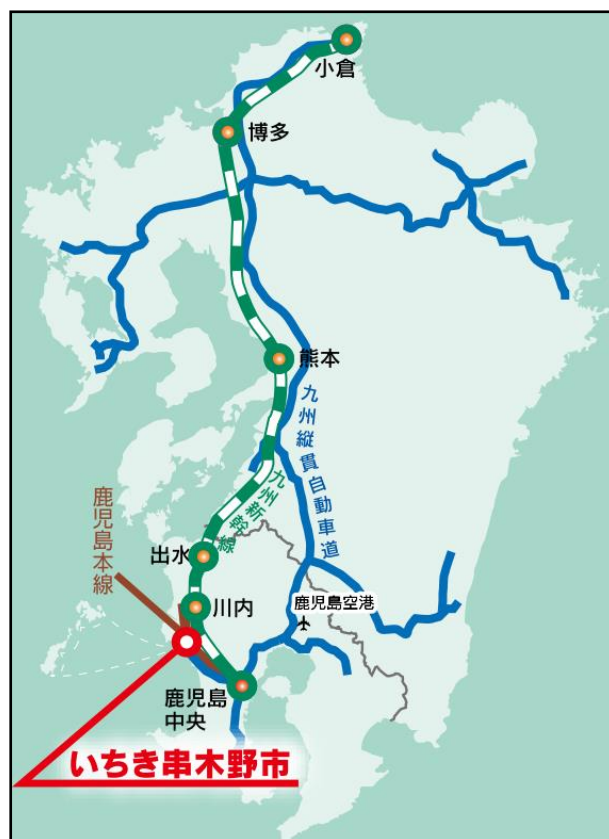 小倉
博多
熊本
九州縦貫自動車道
九州新幹線
鹿児島本線
出水
川内
鹿児島空港
鹿児島
中央
いちき串木野市